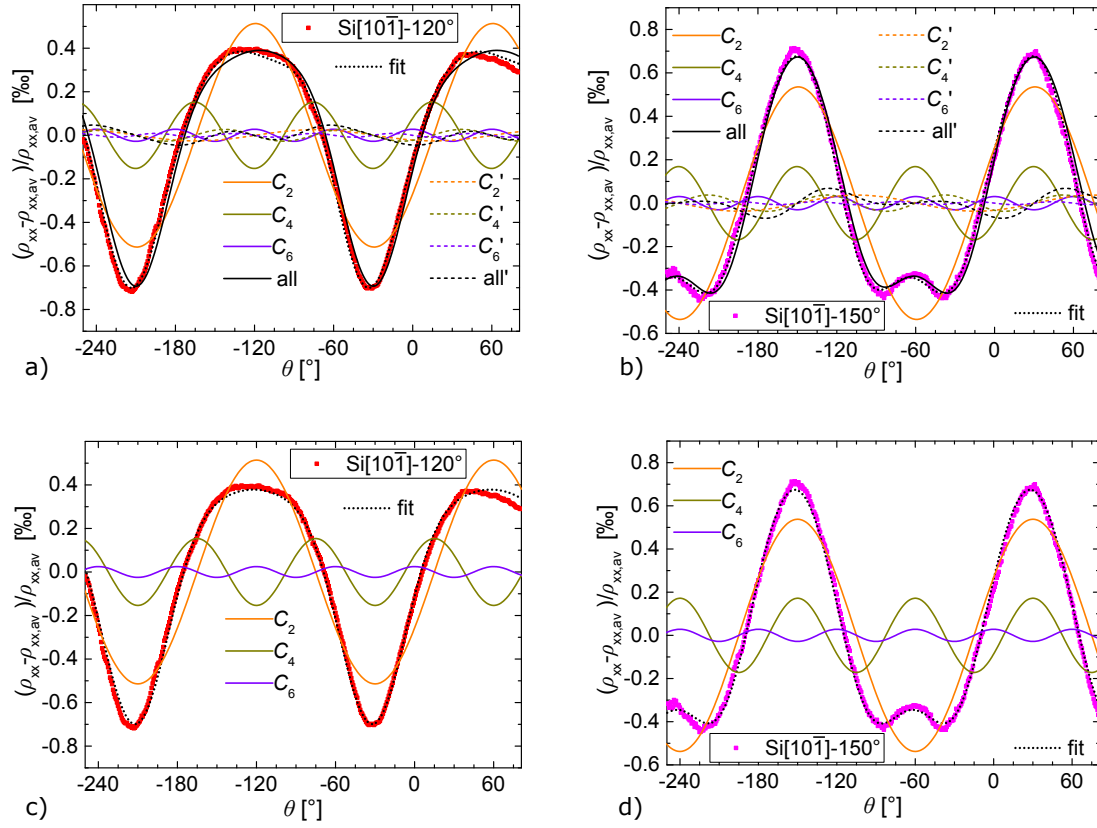 Si[101̄]-120°
fit
(ρxx-ρxx,av)/ρxx,av [‰]
0.4
0.2
0.0
-0.2
-0.4
-0.6
-0.8
C2
C4
C6
all
C2'
C4'
C6'
all'
-240 -180 -120 -60 0 60
θ [°]
a)
C2
C4
C6
all
C2'
C4'
C6'
all'
(ρxx-ρxx,av)/ρxx,av [‰]
0.8
0.6
0.4
0.2
0.0
-0.2
-0.4
-0.6
Si[101̄]-150°
fit
-240 -180 -120 -60 0 60
θ [°]
b)
Si[101̄]-120°
fit
(ρxx-ρxx,av)/ρxx,av [‰]
0.4
0.2
0.0
-0.2
-0.4
-0.6
-0.8
C2
C4
C6
-240 -180 -120 -60 0 60
θ [°]
c)
C2
C4
C6
(ρxx-ρxx,av)/ρxx,av [‰]
0.8
0.6
0.4
0.2
0.0
-0.2
-0.4
-0.6
Si[101̄]-150°
fit
-240 -180 -120 -60 0 60
θ [°]
d)